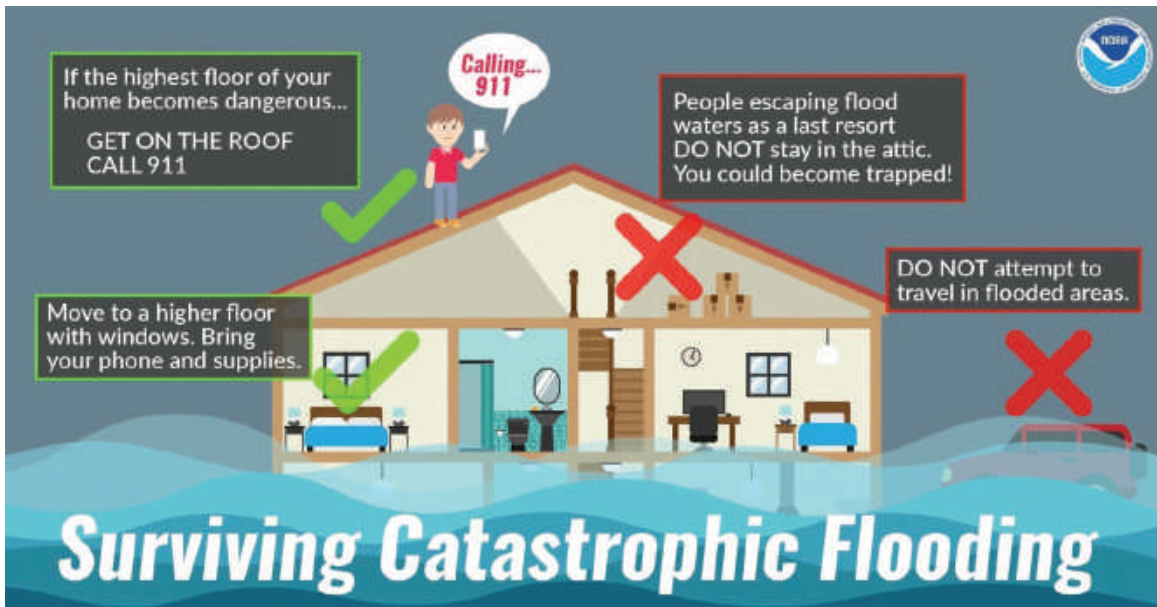 If the highest floor of your
home becomes dangerous...
GET ON THE ROOF
CALL 911
Calling...
911
People escaping flood
waters as a last resort
DO NOT stay in the attic.
You could become trapped!
NOAA
Move to a higher floor
with windows. Bring
your phone and supplies.
DO NOT attempt to
travel in flooded areas.
Surviving Catastrophic Flooding